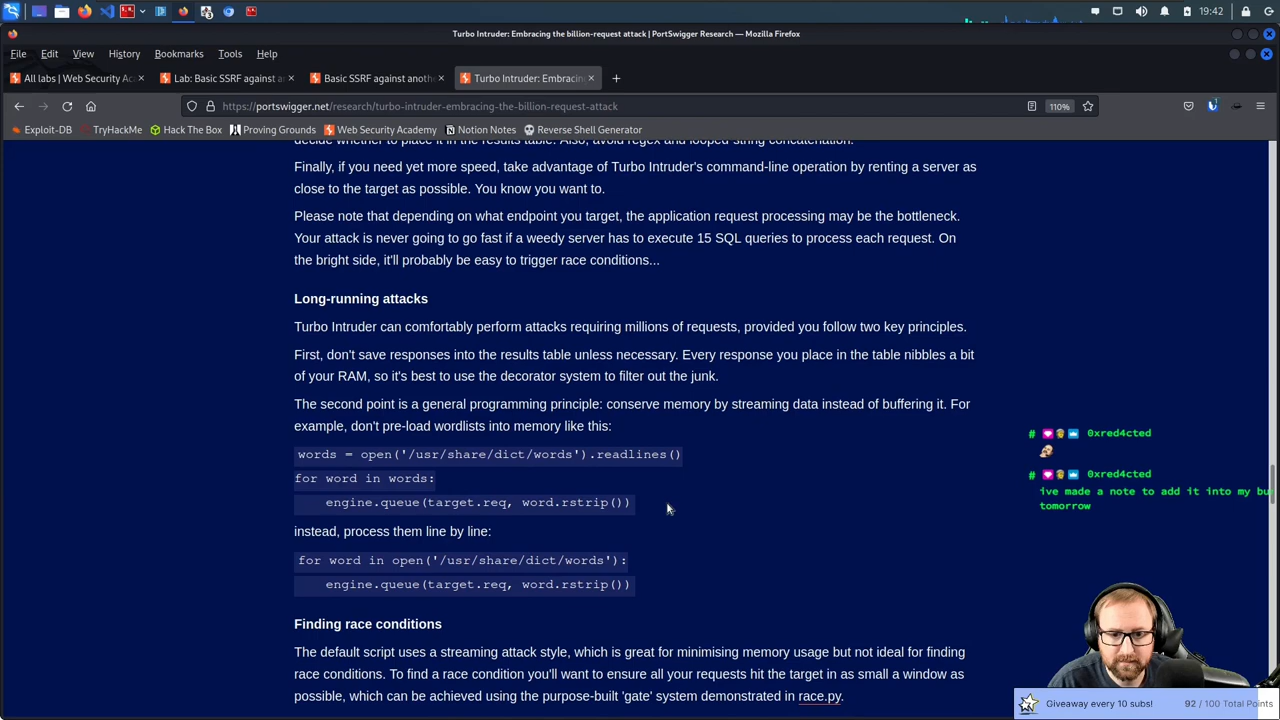 19:42
Turbo Intruder: Embracing the billion-request attack | PortSwigger Research — Mozilla Firefox
File Edit View History Bookmarks Tools Help
All labs | Web Security Ac
Lab: Basic SSRF against a
Basic SSRF against anothe
Turbo Intruder: Embracin
https://portswigger.net/research/turbo-intruder-embracing-the-billion-request-attack
110%
Exploit-DB TryHackMe Hack The Box Proving Grounds Web Security Academy Notion Notes Reverse Shell Generator
decide whether to place it in the results table. Also, avoid regex and looped string concatenation.
Finally, if you need yet more speed, take advantage of Turbo Intruder's command-line operation by renting a server as
close to the target as possible. You know you want to.
Please note that depending on what endpoint you target, the application request processing may be the bottleneck.
Your attack is never going to go fast if a weedy server has to execute 15 SQL queries to process each request. On
the bright side, it'll probably be easy to trigger race conditions...
Long-running attacks
Turbo Intruder can comfortably perform attacks requiring millions of requests, provided you follow two key principles.
First, don't save responses into the results table unless necessary. Every response you place in the table nibbles a bit
of your RAM, so it's best to use the decorator system to filter out the junk.
The second point is a general programming principle: conserve memory by streaming data instead of buffering it. For
example, don't pre-load wordlists into memory like this:
words = open('/usr/share/dict/words').readlines()
for word in words:
    engine.queue(target.req, word.rstrip())
instead, process them line by line:
for word in open('/usr/share/dict/words'):
    engine.queue(target.req, word.rstrip())
Finding race conditions
The default script uses a streaming attack style, which is great for minimising memory usage but not ideal for finding
race conditions. To find a race condition you'll want to ensure all your requests hit the target in as small a window as
possible, which can be achieved using the purpose-built 'gate' system demonstrated in race.py.
# 0xred4cted
# 0xred4cted
ive made a note to add it into my bu
tomorrow
Giveaway every 10 subs! 92 / 100 Total Points